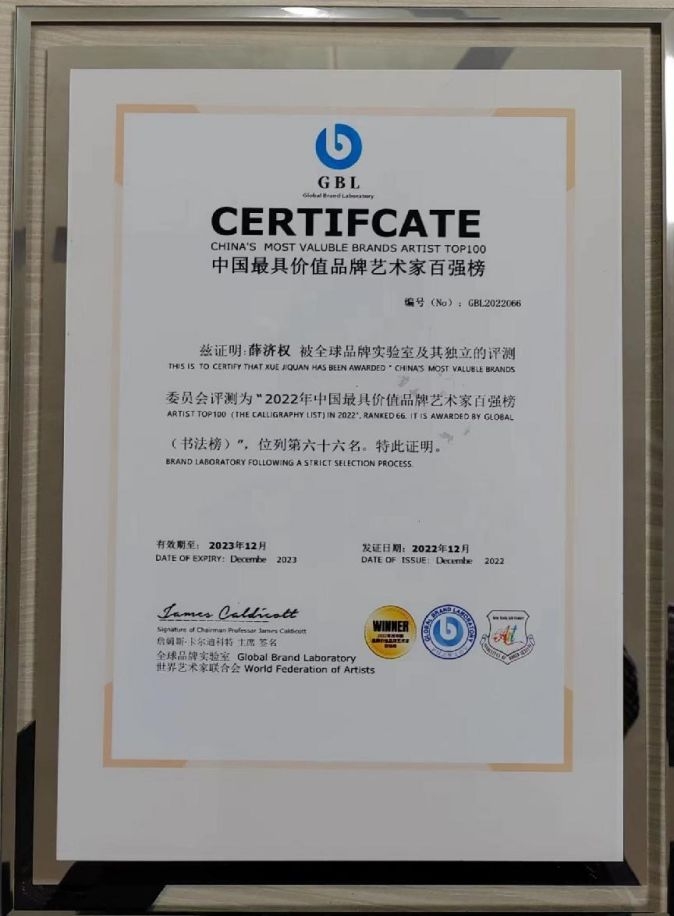 GBL
Global Brand Laboratory
CERTIFCATE
CHINA'S MOST VALUBLE BRANDS ARTIST TOP100
中国最具价值品牌艺术家百强榜
编号（No）：GBL2022066
兹证明:薛济权 被全球品牌实验室及其独立的评测
THIS IS TO CERTIFY THAT XUE JIQUAN HAS BEEN AWARDED " CHINA'S MOST VALUBLE BRANDS
委员会评测为“2022年中国最具价值品牌艺术家百强榜
ARTIST TOP100 (THE CALLIGRAPHY LIST) IN 2022", RANKED 66. IT IS AWARDED BY GLOBAL
（书法榜）”，位列第六十六名。特此证明。
BRAND LABORATORY FOLLOWING A STRICT SELECTION PROCESS.
有效期至：2023年12月
DATE OF EXPIRY: Decembe 2023
发证日期：2022年12月
DATE OF ISSUE: Decembe 2022
James Caldicott
Signature of Chairman Professor James Caldicott
詹姆斯·卡尔迪科特 主席 签名
全球品牌实验室 Global Brand Laboratory
世界艺术家联合会 World Federation of Artists
WINNER
GLOBAL BRAND LABORATORY